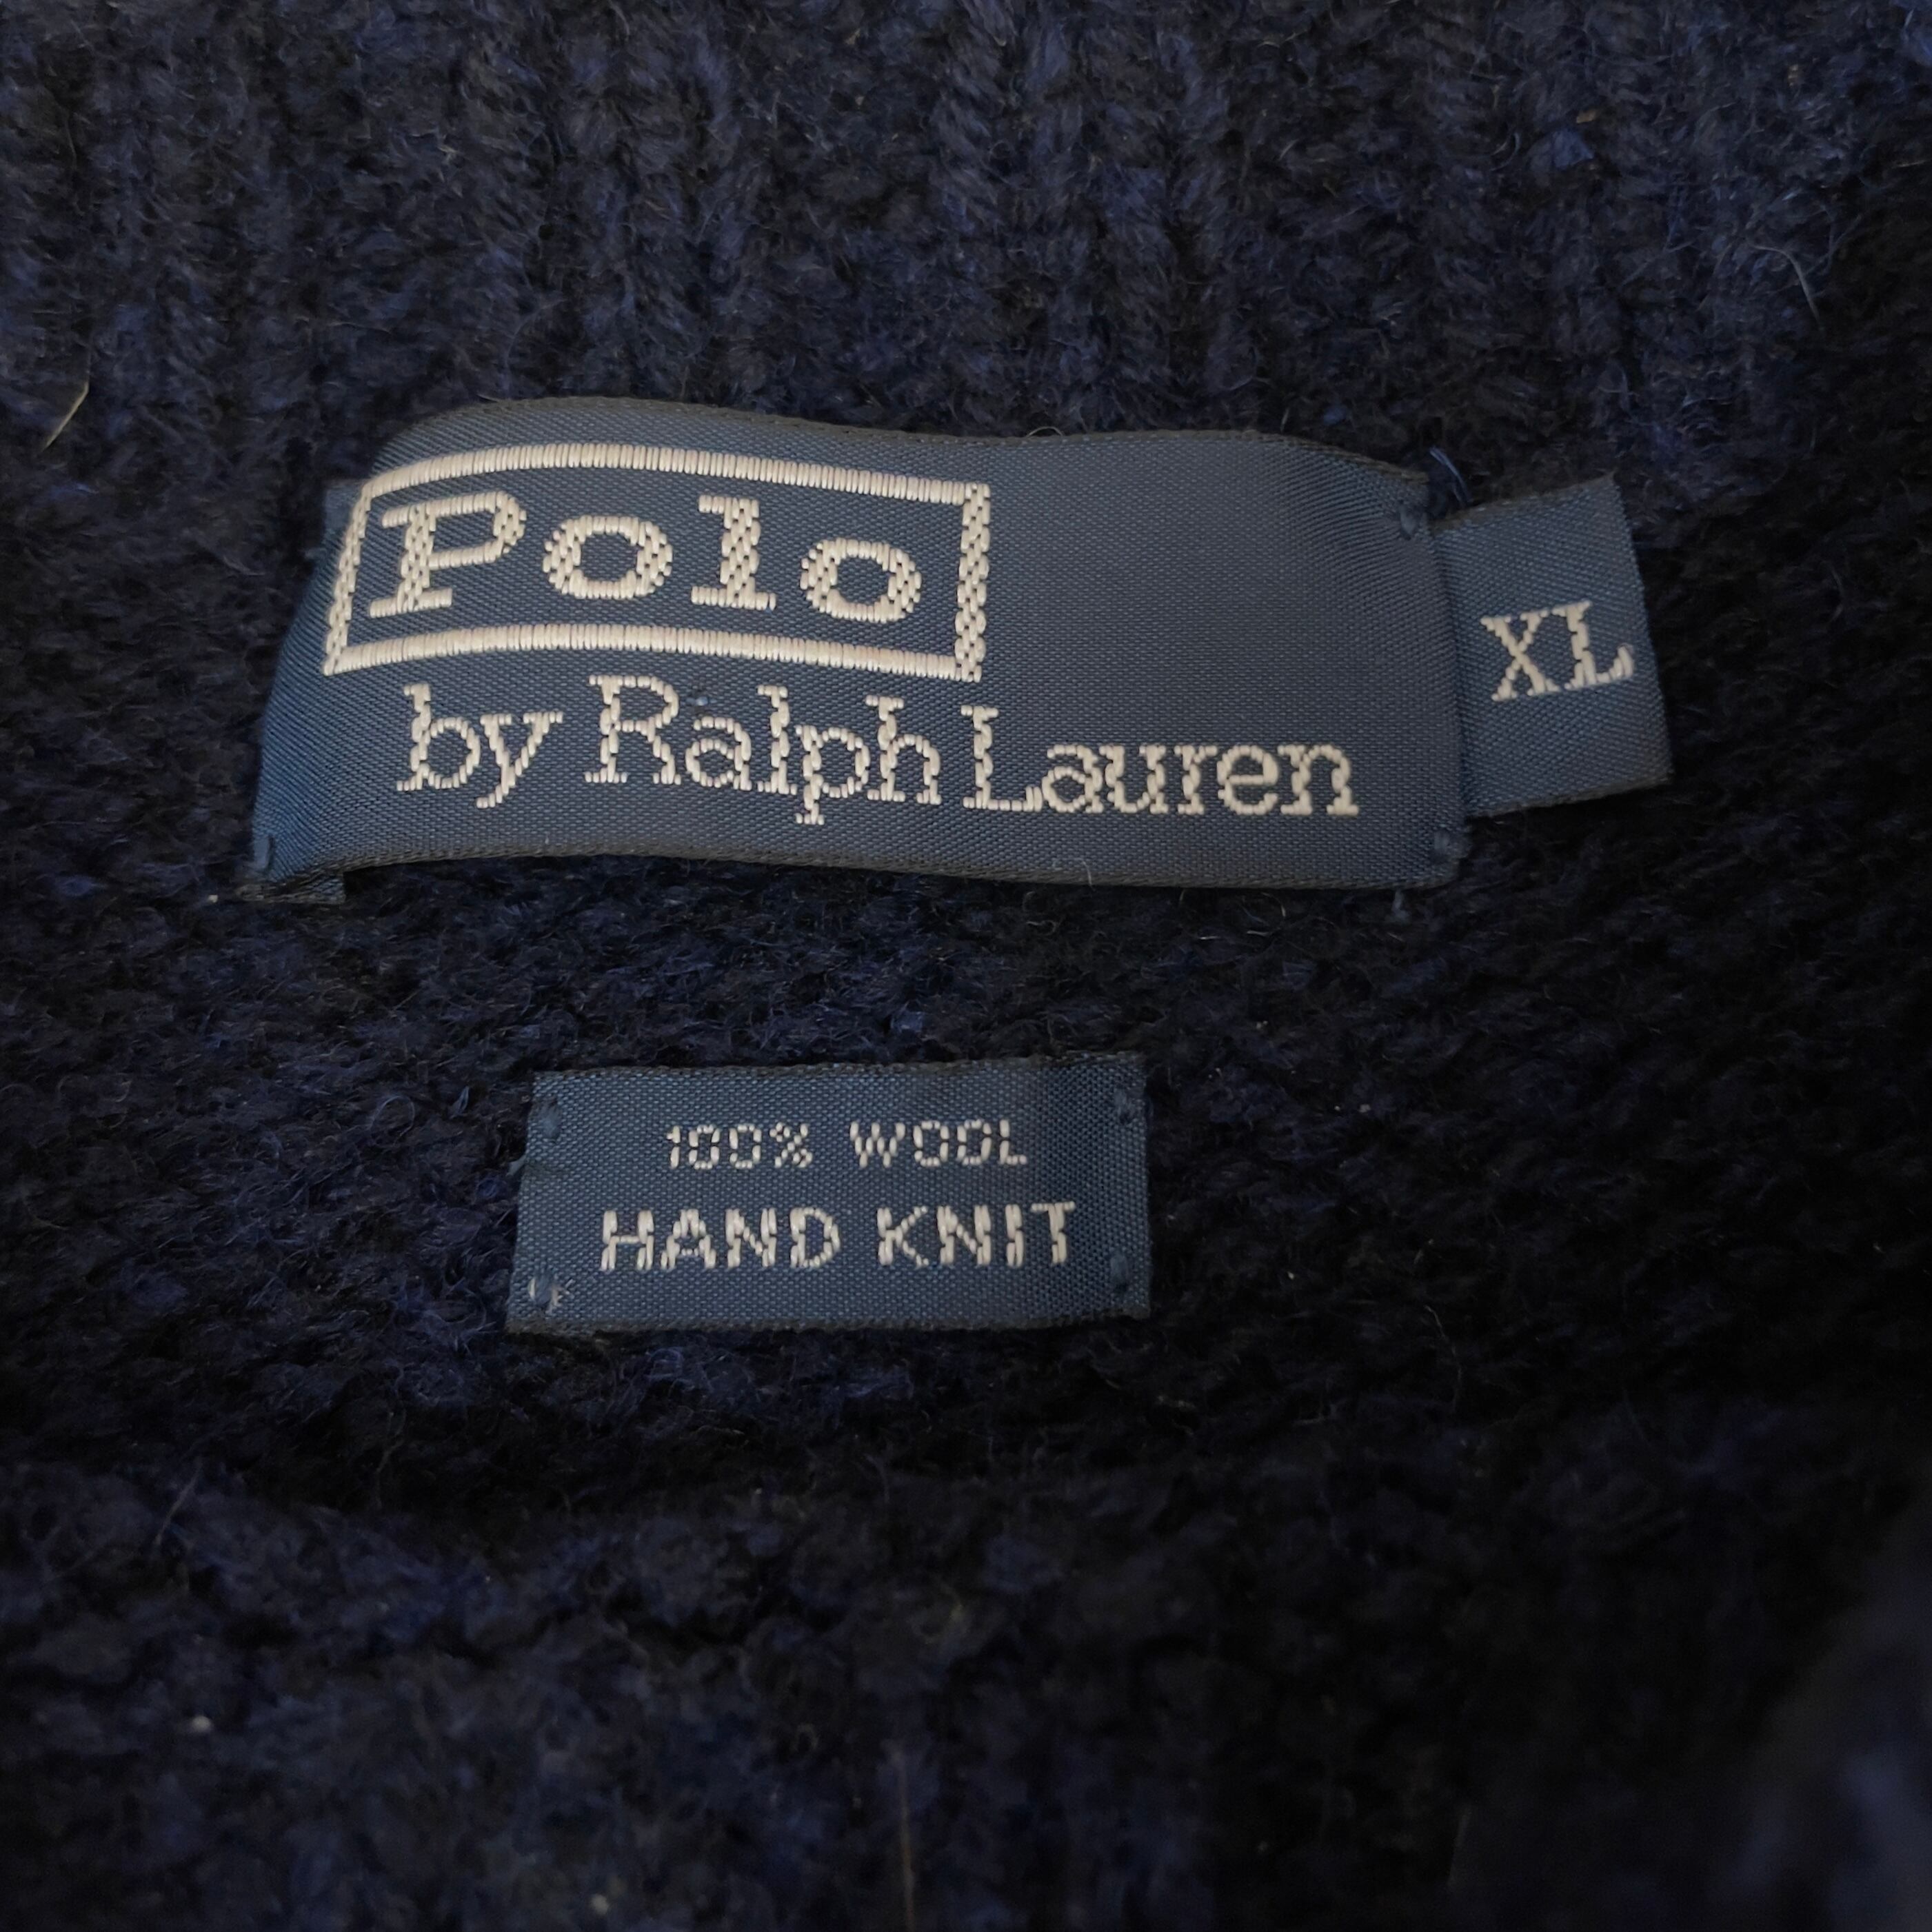 Polo
by Ralph Lauren
XL
100% WOOL
HAND KNIT